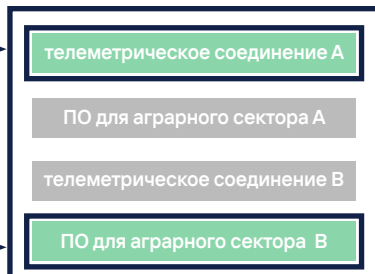 телеметрическое соединение A
ПО для аграрного сектора A
телеметрическое соединение B
ПО для аграрного сектора B